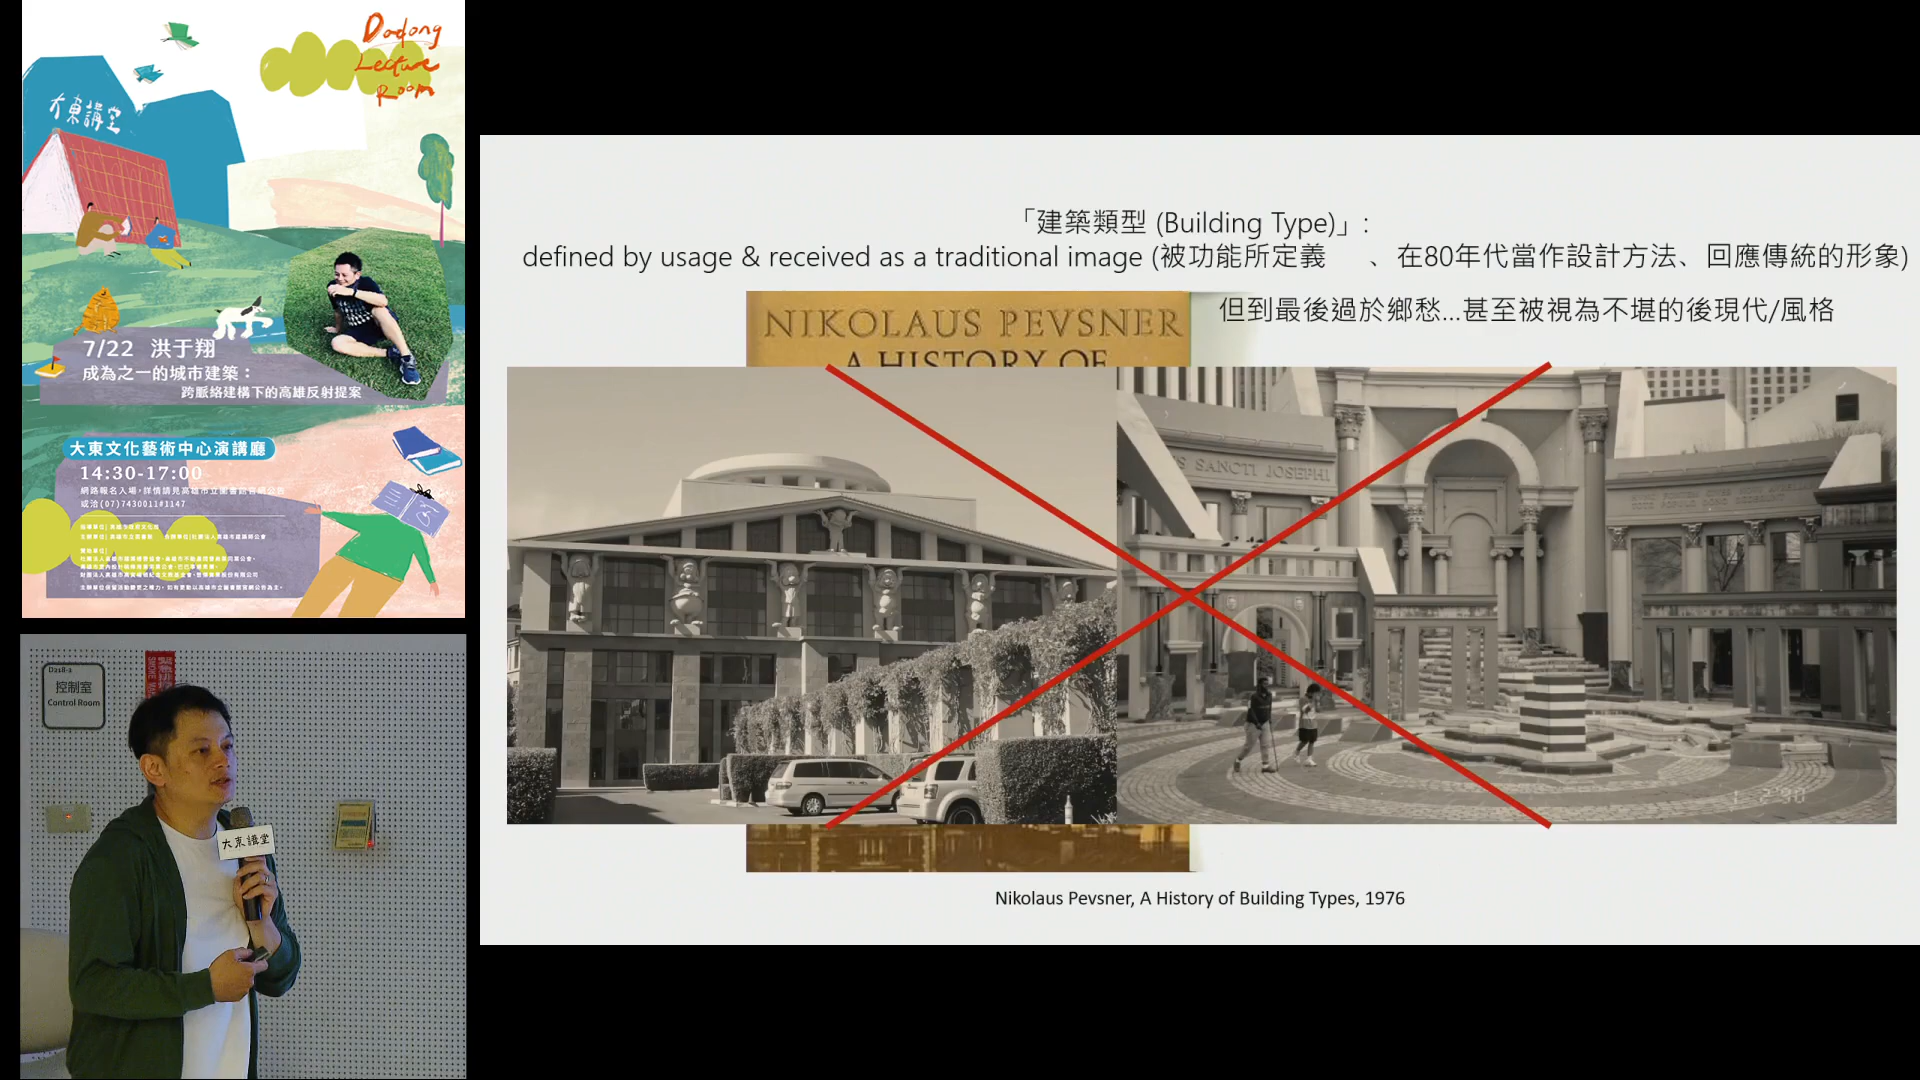 Dadong
Lecture
Room
大東講堂
7/22 洪于翔
成為之一的城市建築：
跨脈絡建構下的高雄反射提案
大東文化藝術中心演講廳
14:30-17:00
網路報名入場，詳情請見高雄市立圖書館官網公告
或洽(07)7430011#1147
D218-2
控制室
Control Room
大東講堂
「建築類型 (Building Type)」:
defined by usage & received as a traditional image (被功能所定義 、在80年代當作設計方法、回應傳統的形象)
但到最後過於鄉愁...甚至被視為不堪的後現代/風格
NIKOLAUS PEVSNER
A HISTORY OF
S SANCTI JOSEPHI
Nikolaus Pevsner, A History of Building Types, 1976